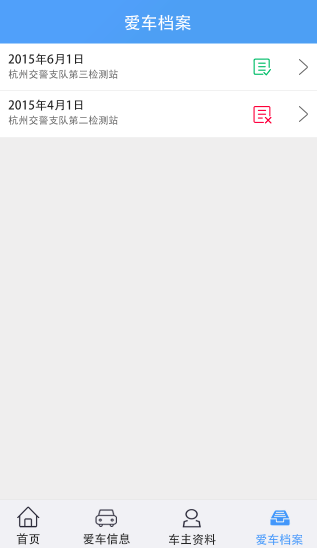 爱车档案
2015年6月1日
杭州交警支队第三检测站
2015年4月1日
杭州交警支队第二检测站
首页
爱车信息
车主资料
爱车档案